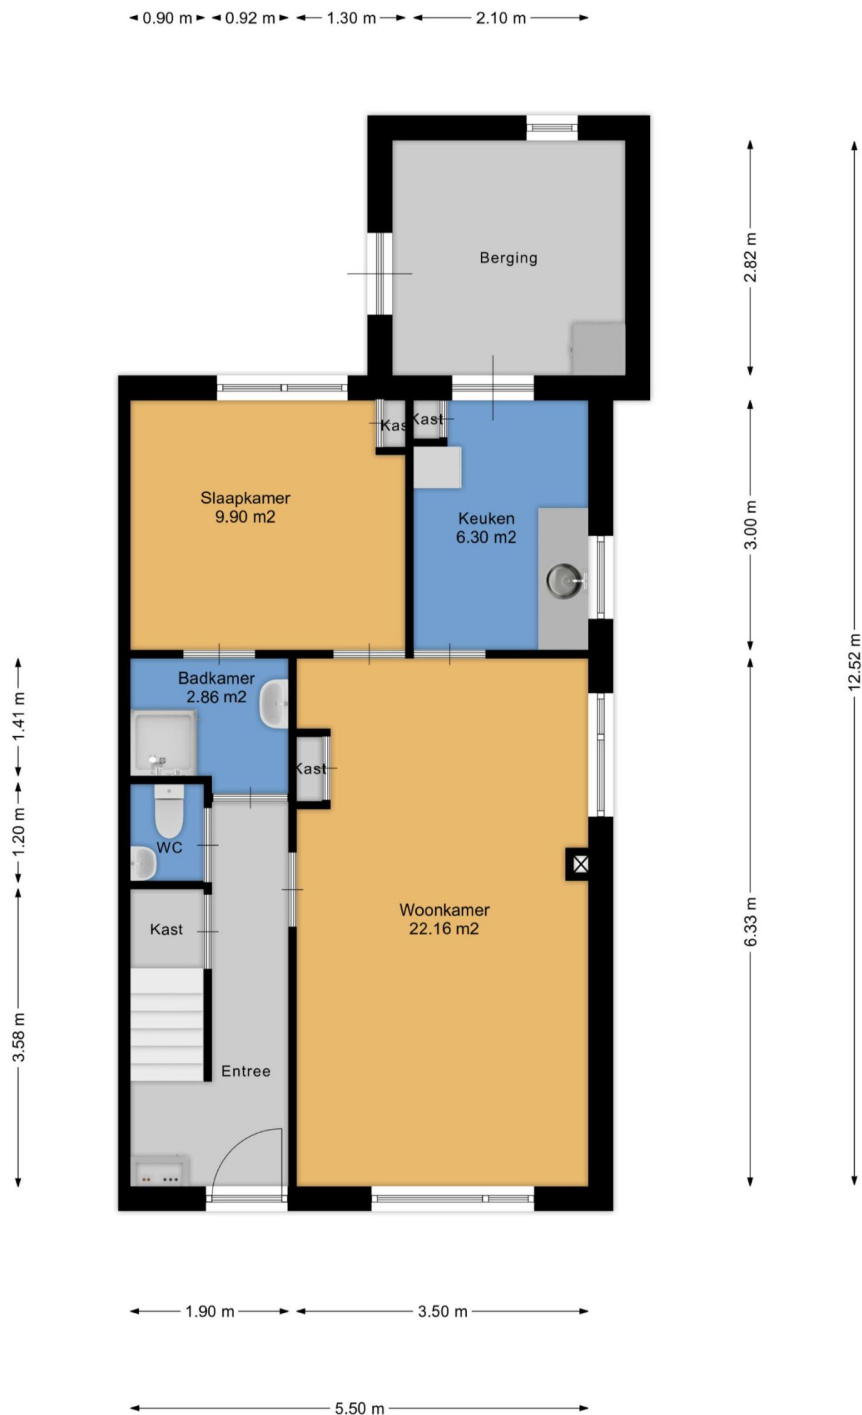 0.90 m
0.92 m
1.30 m
2.10 m
Berging
2.82 m
Kas
Kast
Slaapkamer
9.90 m2
Keuken
6.30 m2
3.00 m
12.52 m
Badkamer
2.86 m2
1.41 m
Kast
1.20 m
WC
Woonkamer
22.16 m2
Kast
6.33 m
3.58 m
Entree
1.90 m
3.50 m
5.50 m